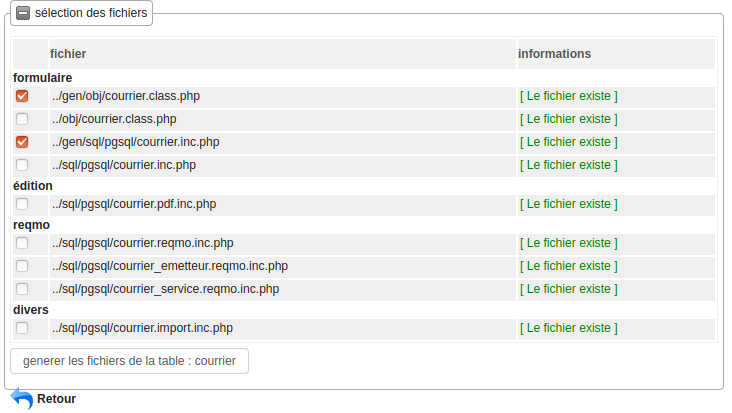 sélection des fichiers
fichier informations
formulaire
../gen/obj/courrier.class.php [ Le fichier existe ]
../obj/courrier.class.php [ Le fichier existe ]
../gen/sql/pgsql/courrier.inc.php [ Le fichier existe ]
../sql/pgsql/courrier.inc.php [ Le fichier existe ]
édition
../sql/pgsql/courrier.pdf.inc.php [ Le fichier existe ]
reqmo
../sql/pgsql/courrier.reqmo.inc.php [ Le fichier existe ]
../sql/pgsql/courrier_emetteur.reqmo.inc.php [ Le fichier existe ]
../sql/pgsql/courrier_service.reqmo.inc.php [ Le fichier existe ]
divers
../sql/pgsql/courrier.import.inc.php [ Le fichier existe ]
generer les fichiers de la table : courrier
Retour